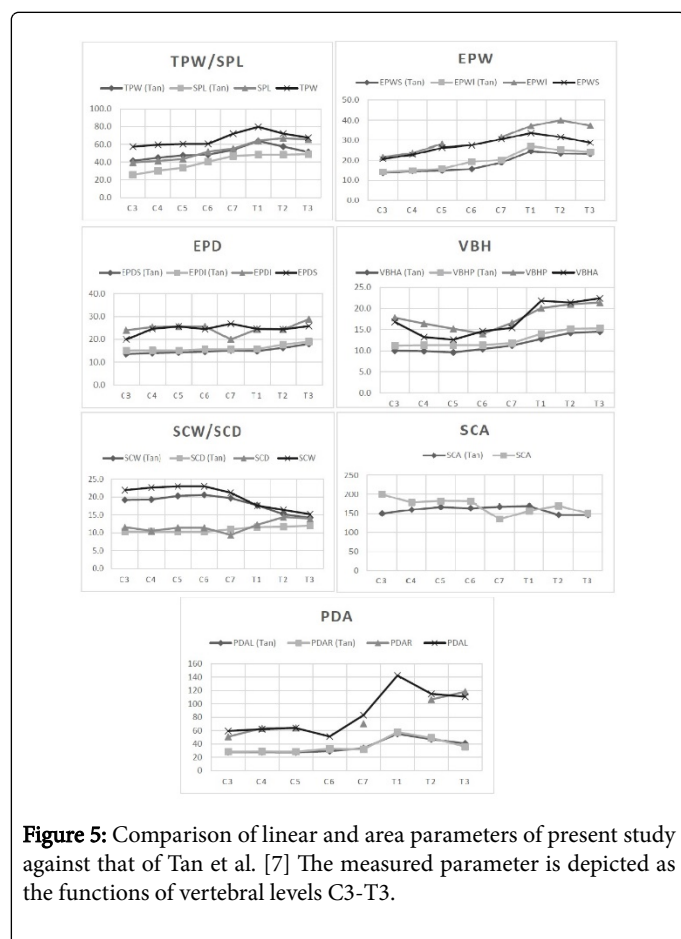 TPW/SPL
TPW (Tan) SPL (Tan) SPL TPW
100.0
80.0
60.0
40.0
20.0
0.0
C3 C4 C5 C6 C7 T1 T2 T3
EPW
EPWS (Tan) EPWI (Tan) EPWI EPWS
50.0
40.0
30.0
20.0
10.0
0.0
C3 C4 C5 C6 C7 T1 T2 T3
EPD
EPDS (Tan) EPDI (Tan) EPDI EPDS
40.0
30.0
20.0
10.0
0.0
C3 C4 C5 C6 C7 T1 T2 T3
VBH
VBHA (Tan) VBHP (Tan) VBHP VBHA
25.0
20.0
15.0
10.0
5.0
0.0
C3 C4 C5 C6 C7 T1 T2 T3
SCW/SCD
SCW (Tan) SCD (Tan) SCD SCW
25.0
20.0
15.0
10.0
5.0
0.0
C3 C4 C5 C6 C7 T1 T2 T3
SCA
SCA (Tan) SCA
250
200
150
100
50
0
C3 C4 C5 C6 C7 T1 T2 T3
PDA
PDAL (Tan) PDAR (Tan) PDAR PDAL
160
140
120
100
80
60
40
20
0
C3 C4 C5 C6 C7 T1 T2 T3
Figure 5: Comparison of linear and area parameters of present study
against that of Tan et al. [7] The measured parameter is depicted as
the functions of vertebral levels C3-T3.